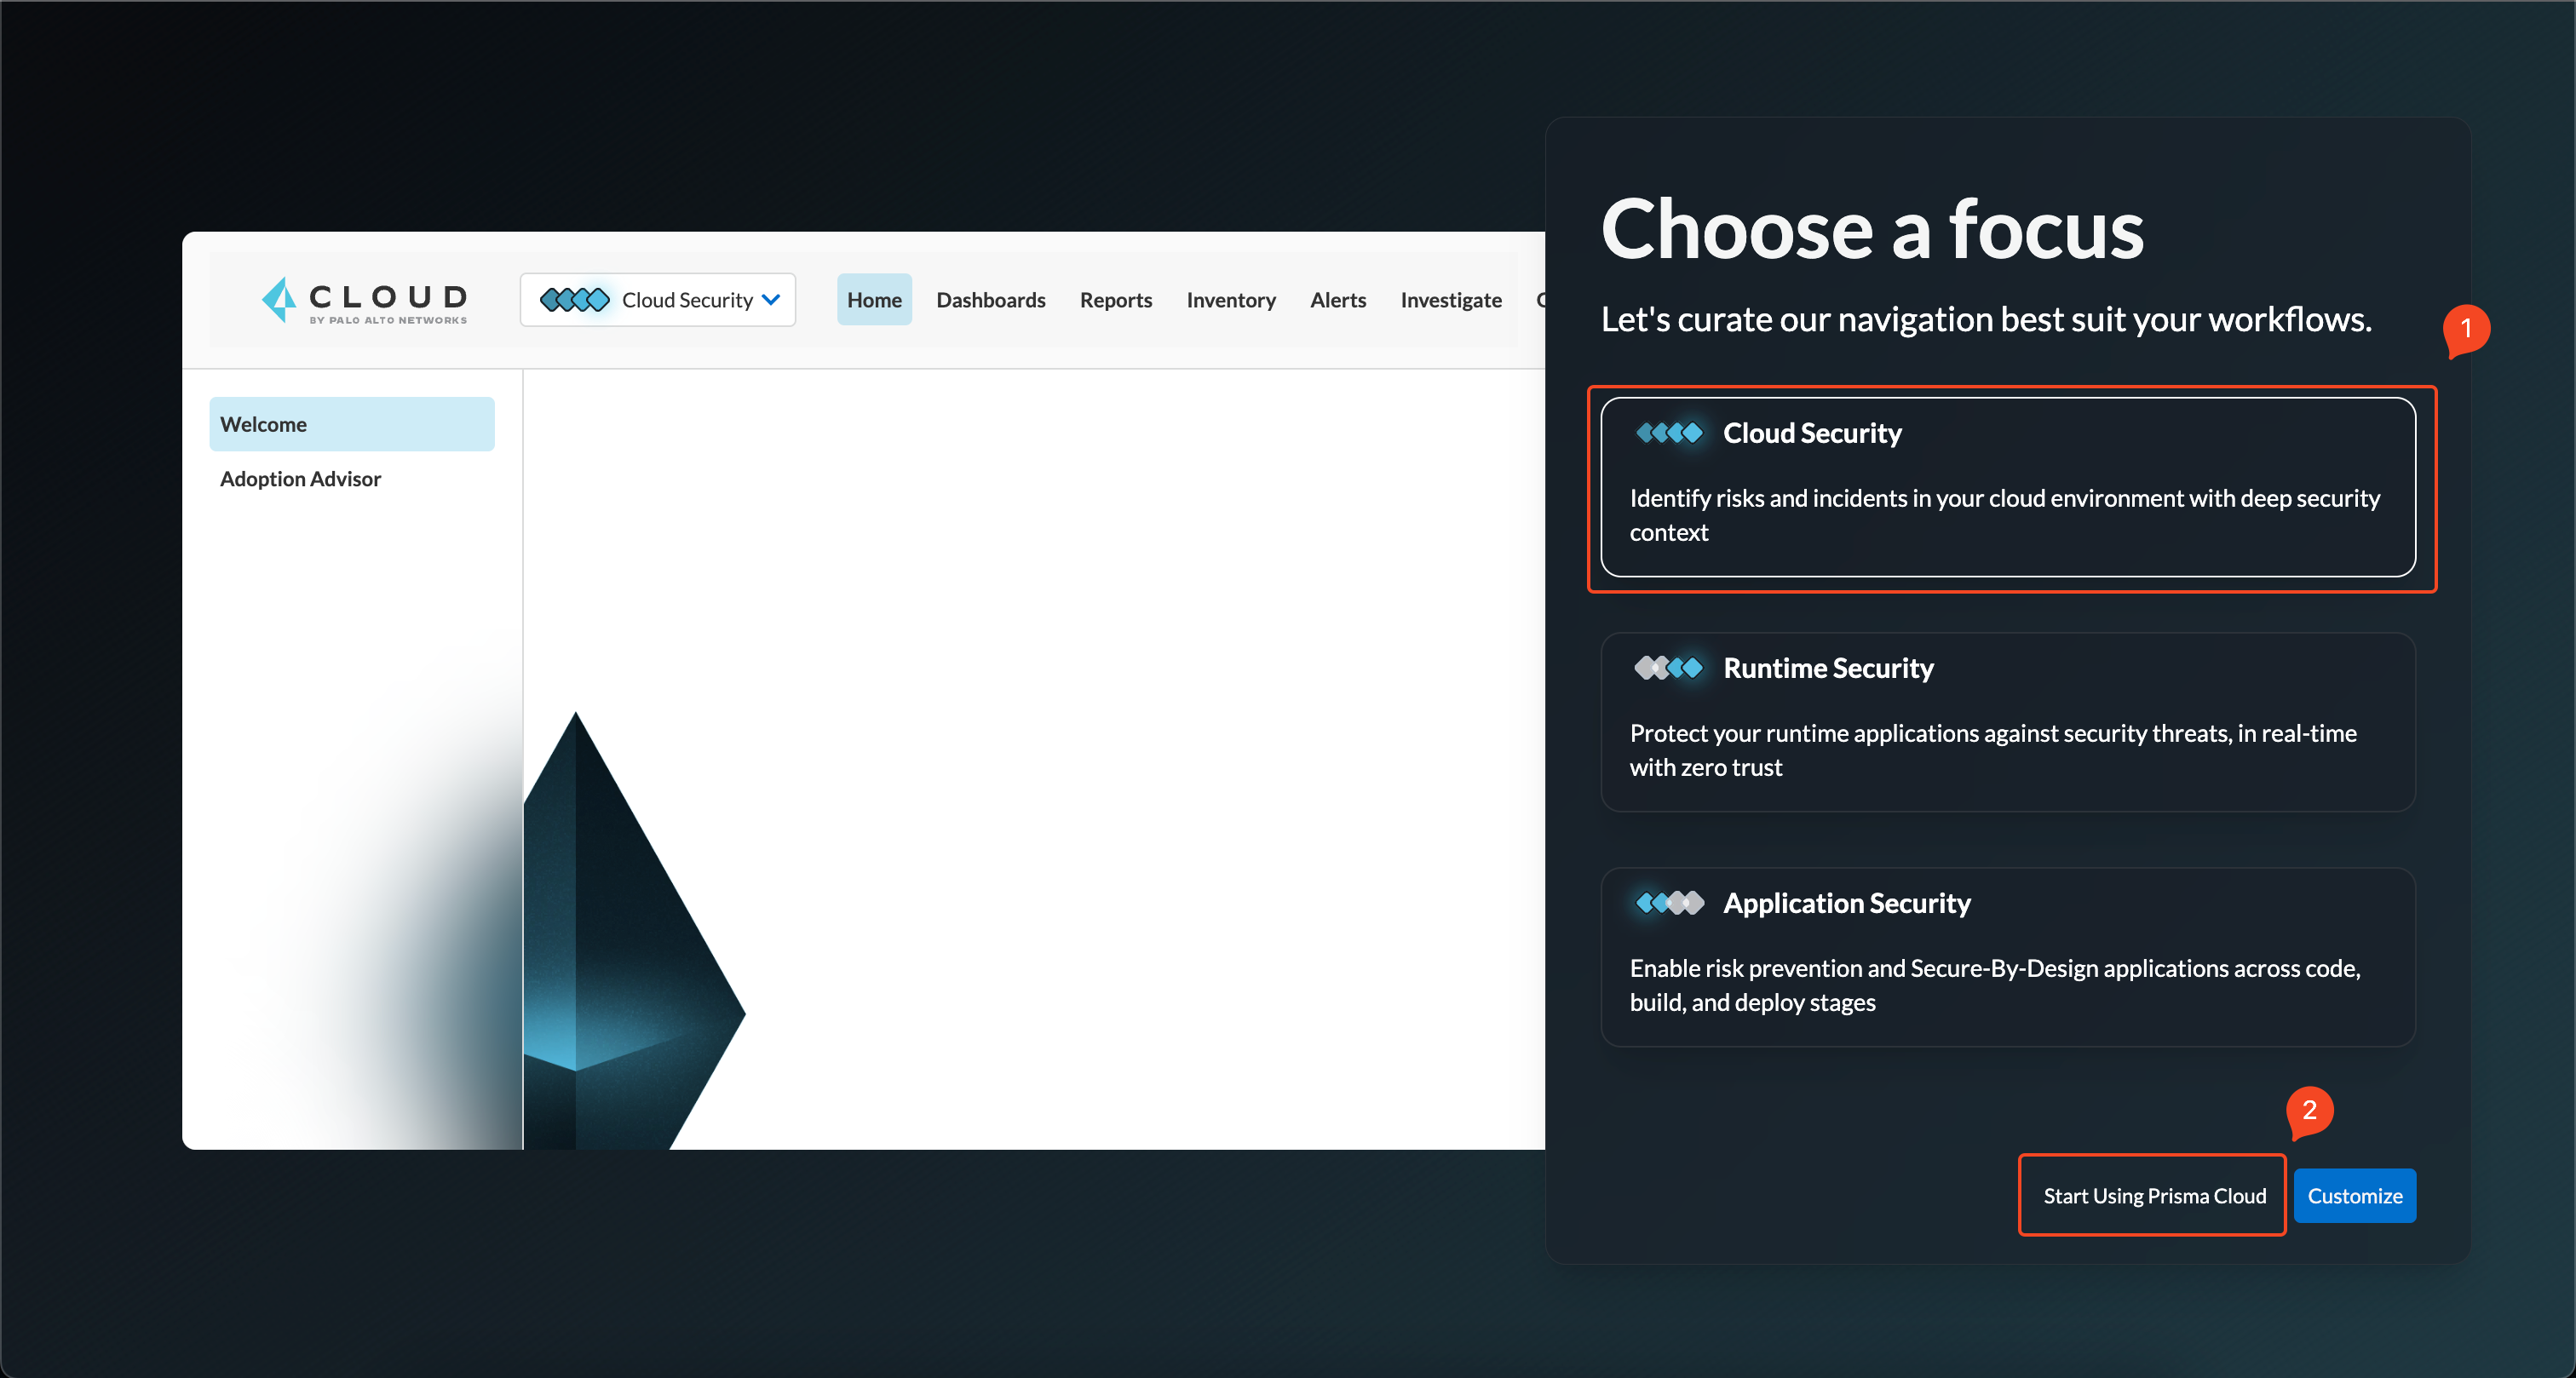 CLOUD
BY PALO ALTO NETWORKS
Cloud Security
Home
Dashboards
Reports
Inventory
Alerts
Investigate
Welcome
Adoption Advisor
Choose a focus
Let's curate our navigation best suit your workflows.
1
Cloud Security
Identify risks and incidents in your cloud environment with deep security
context
Runtime Security
Protect your runtime applications against security threats, in real-time
with zero trust
Application Security
Enable risk prevention and Secure-By-Design applications across code,
build, and deploy stages
2
Start Using Prisma Cloud
Customize